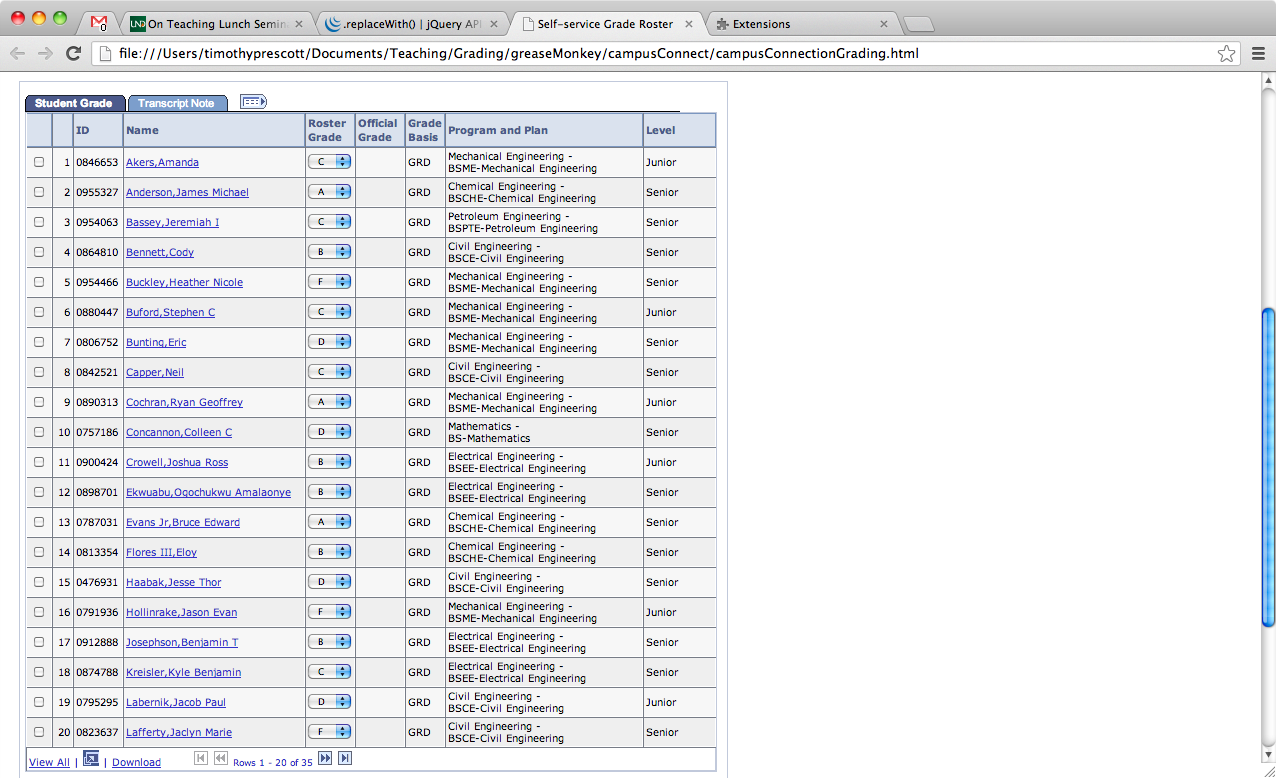 0
On Teaching Lunch Semina
.replaceWith() | jQuery API
Self-service Grade Roster
Extensions
file:///Users/timothyprescott/Documents/Teaching/Grading/greaseMonkey/campusConnect/campusConnectionGrading.html
Student Grade Transcript Note
ID Name Roster Grade Official Grade Grade Basis Program and Plan Level
1 0846653 Akers,Amanda C GRD Mechanical Engineering - BSME-Mechanical Engineering Junior
2 0955327 Anderson,James Michael A GRD Chemical Engineering - BSCHE-Chemical Engineering Senior
3 0954063 Bassey,Jeremiah I C GRD Petroleum Engineering - BSPTE-Petroleum Engineering Senior
4 0864810 Bennett,Cody B GRD Civil Engineering - BSCE-Civil Engineering Senior
5 0954466 Buckley,Heather Nicole F GRD Mechanical Engineering - BSME-Mechanical Engineering Senior
6 0880447 Buford,Stephen C C GRD Mechanical Engineering - BSME-Mechanical Engineering Junior
7 0806752 Bunting,Eric D GRD Mechanical Engineering - BSME-Mechanical Engineering Senior
8 0842521 Capper,Neil C GRD Civil Engineering - BSCE-Civil Engineering Senior
9 0890313 Cochran,Ryan Geoffrey A GRD Mechanical Engineering - BSME-Mechanical Engineering Junior
10 0757186 Concannon,Colleen C D GRD Mathematics - BS-Mathematics Senior
11 0900424 Crowell,Joshua Ross B GRD Electrical Engineering - BSEE-Electrical Engineering Junior
12 0898701 Ekwuabu,Ogochukwu Amalaonye B GRD Electrical Engineering - BSEE-Electrical Engineering Senior
13 0787031 Evans Jr,Bruce Edward A GRD Chemical Engineering - BSCHE-Chemical Engineering Senior
14 0813354 Flores III,Eloy B GRD Chemical Engineering - BSCHE-Chemical Engineering Senior
15 0476931 Haabak,Jesse Thor D GRD Civil Engineering - BSCE-Civil Engineering Senior
16 0791936 Hollinrake,Jason Evan F GRD Mechanical Engineering - BSME-Mechanical Engineering Junior
17 0912888 Josephson,Benjamin T B GRD Electrical Engineering - BSEE-Electrical Engineering Senior
18 0874788 Kreisler,Kyle Benjamin C GRD Electrical Engineering - BSEE-Electrical Engineering Senior
19 0795295 Labernik,Jacob Paul D GRD Civil Engineering - BSCE-Civil Engineering Junior
20 0823637 Lafferty,Jaclyn Marie F GRD Civil Engineering - BSCE-Civil Engineering Senior
View All | | Download Rows 1 - 20 of 35